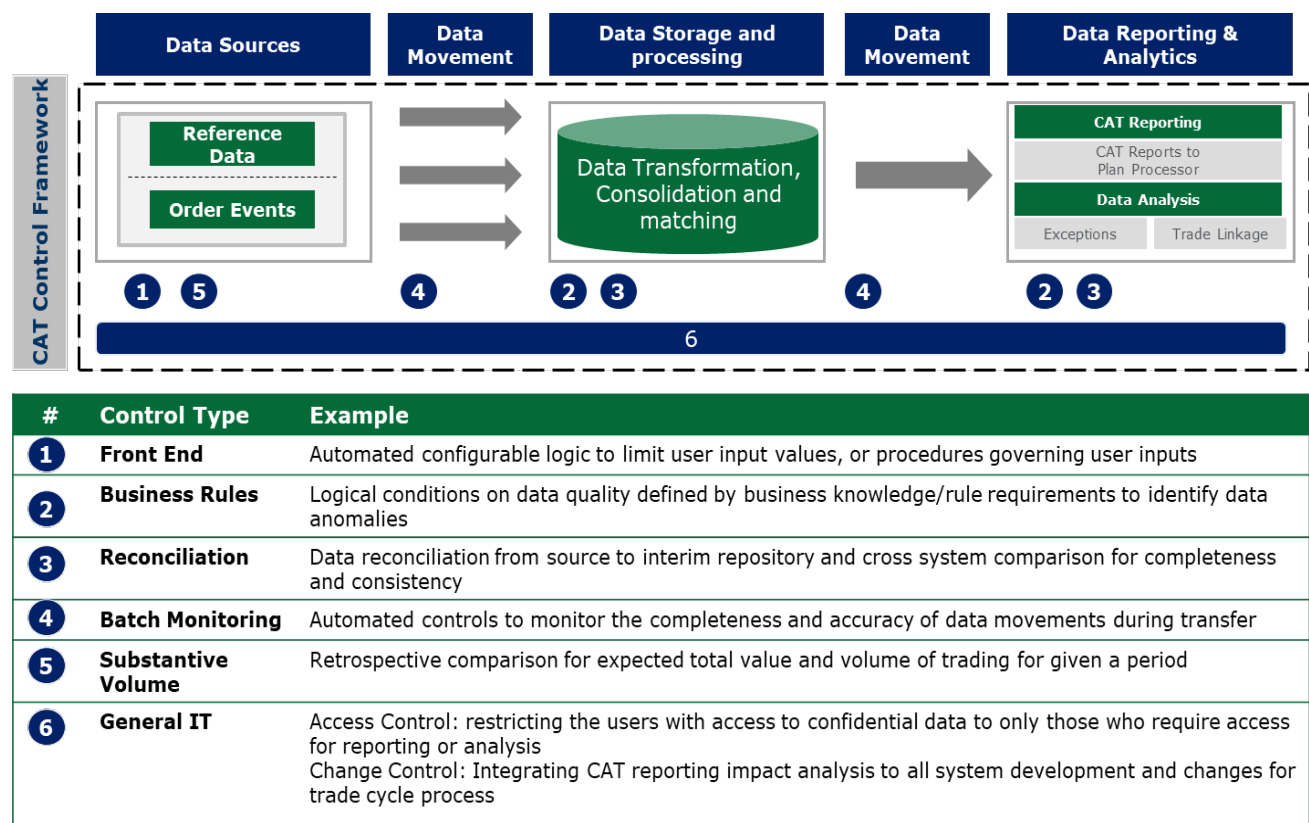 Data Sources
Data
Movement
Data Storage and
processing
Data
Movement
Data Reporting &
Analytics
CAT Control Framework
Reference
Data
Order Events
Data Transformation,
Consolidation and
matching
CAT Reporting
CAT Reports to
Plan Processor
Data Analysis
Exceptions
Trade Linkage
1
5
4
2
3
4
2
3
6
# Control Type Example
1 Front End Automated configurable logic to limit user input values, or procedures governing user inputs
2 Business Rules Logical conditions on data quality defined by business knowledge/rule requirements to identify data
anomalies
3 Reconciliation Data reconciliation from source to interim repository and cross system comparison for completeness
and consistency
4 Batch Monitoring Automated controls to monitor the completeness and accuracy of data movements during transfer
5 Substantive Retrospective comparison for expected total value and volume of trading for given a period
Volume
6 General IT Access Control: restricting the users with access to confidential data to only those who require access
for reporting or analysis
Change Control: Integrating CAT reporting impact analysis to all system development and changes for
trade cycle process